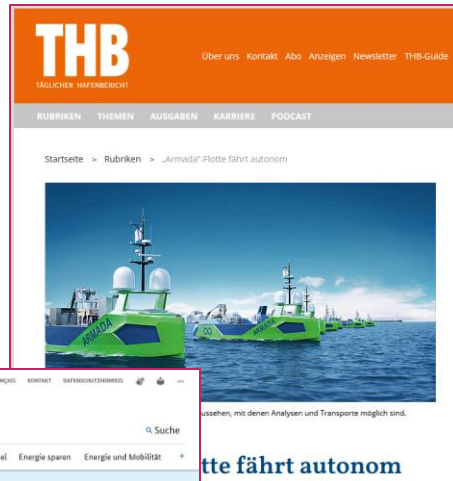 THB
TÄGLICHER HAFENBERICHT
Über uns Kontakt Abo Anzeigen Newsletter THB-Guide
RUBRIKEN THEMEN AUSGABEN KARRIERE PODCAST
Startseite > Rubriken > „Armada“-Flotte fährt autonom
ARMADA
ARMADA
aussehen, mit denen Analysen und Transporte möglich sind.
NÇAIS KONTAKT DATENSCHUTZHINWEIS ...
Suche
el Energie sparen Energie und Mobilität +
tte fährt autonom